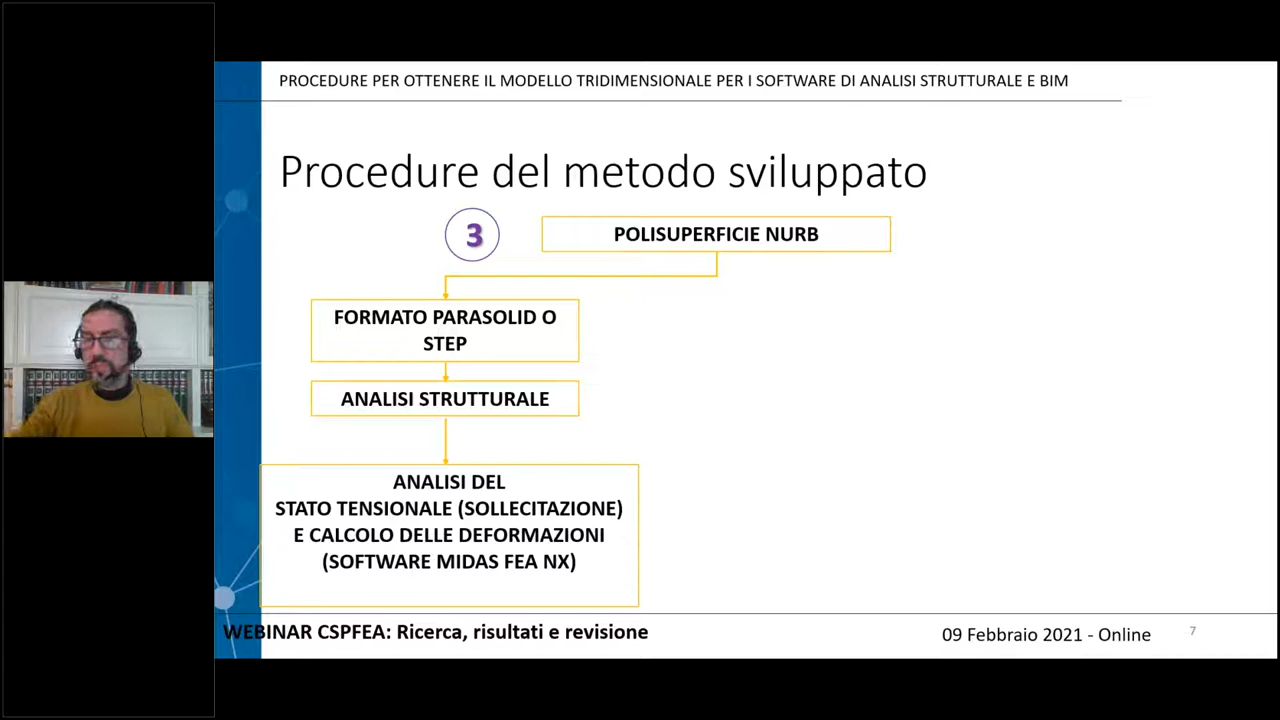 PROCEDURE PER OTTENERE IL MODELLO TRIDIMENSIONALE PER I SOFTWARE DI ANALISI STRUTTURALE E BIM
Procedure del metodo sviluppato
3
POLISUPERFICIE NURB
FORMATO PARASOLID O
STEP
ANALISI STRUTTURALE
ANALISI DEL
STATO TENSIONALE (SOLLECITAZIONE)
E CALCOLO DELLE DEFORMAZIONI
(SOFTWARE MIDAS FEA NX)
WEBINAR CSPFEA: Ricerca, risultati e revisione
09 Febbraio 2021 - Online
7